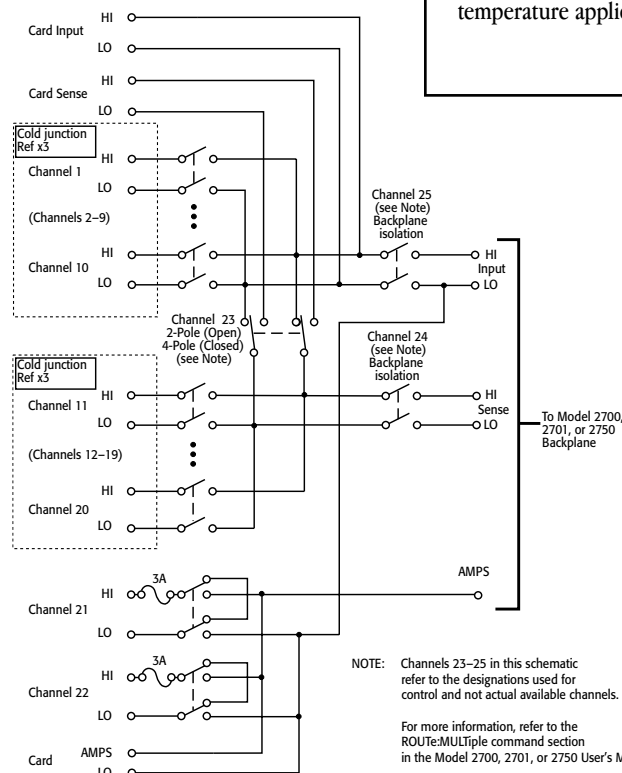 temperature applic
Card Input
HI
LO
Card Sense
HI
LO
Cold junction
Ref x3
Channel 1
HI
LO
(Channels 2–9)
Channel 10
HI
LO
Channel 25
(see Note)
Backplane
isolation
HI
Input
LO
Channel 23
2-Pole (Open)
4-Pole (Closed)
(see Note)
Channel 24
(see Note)
Backplane
isolation
Cold junction
Ref x3
Channel 11
HI
LO
(Channels 12–19)
Channel 20
HI
LO
HI
Sense
LO
To Model 2700,
2701, or 2750
Backplane
AMPS
Channel 21
HI
3A
LO
Channel 22
HI
3A
LO
Card
AMPS
LO
NOTE: Channels 23–25 in this schematic
refer to the designations used for
control and not actual available channels.
For more information, refer to the
ROUTe:MULTiple command section
in the Model 2700, 2701, or 2750 User's M